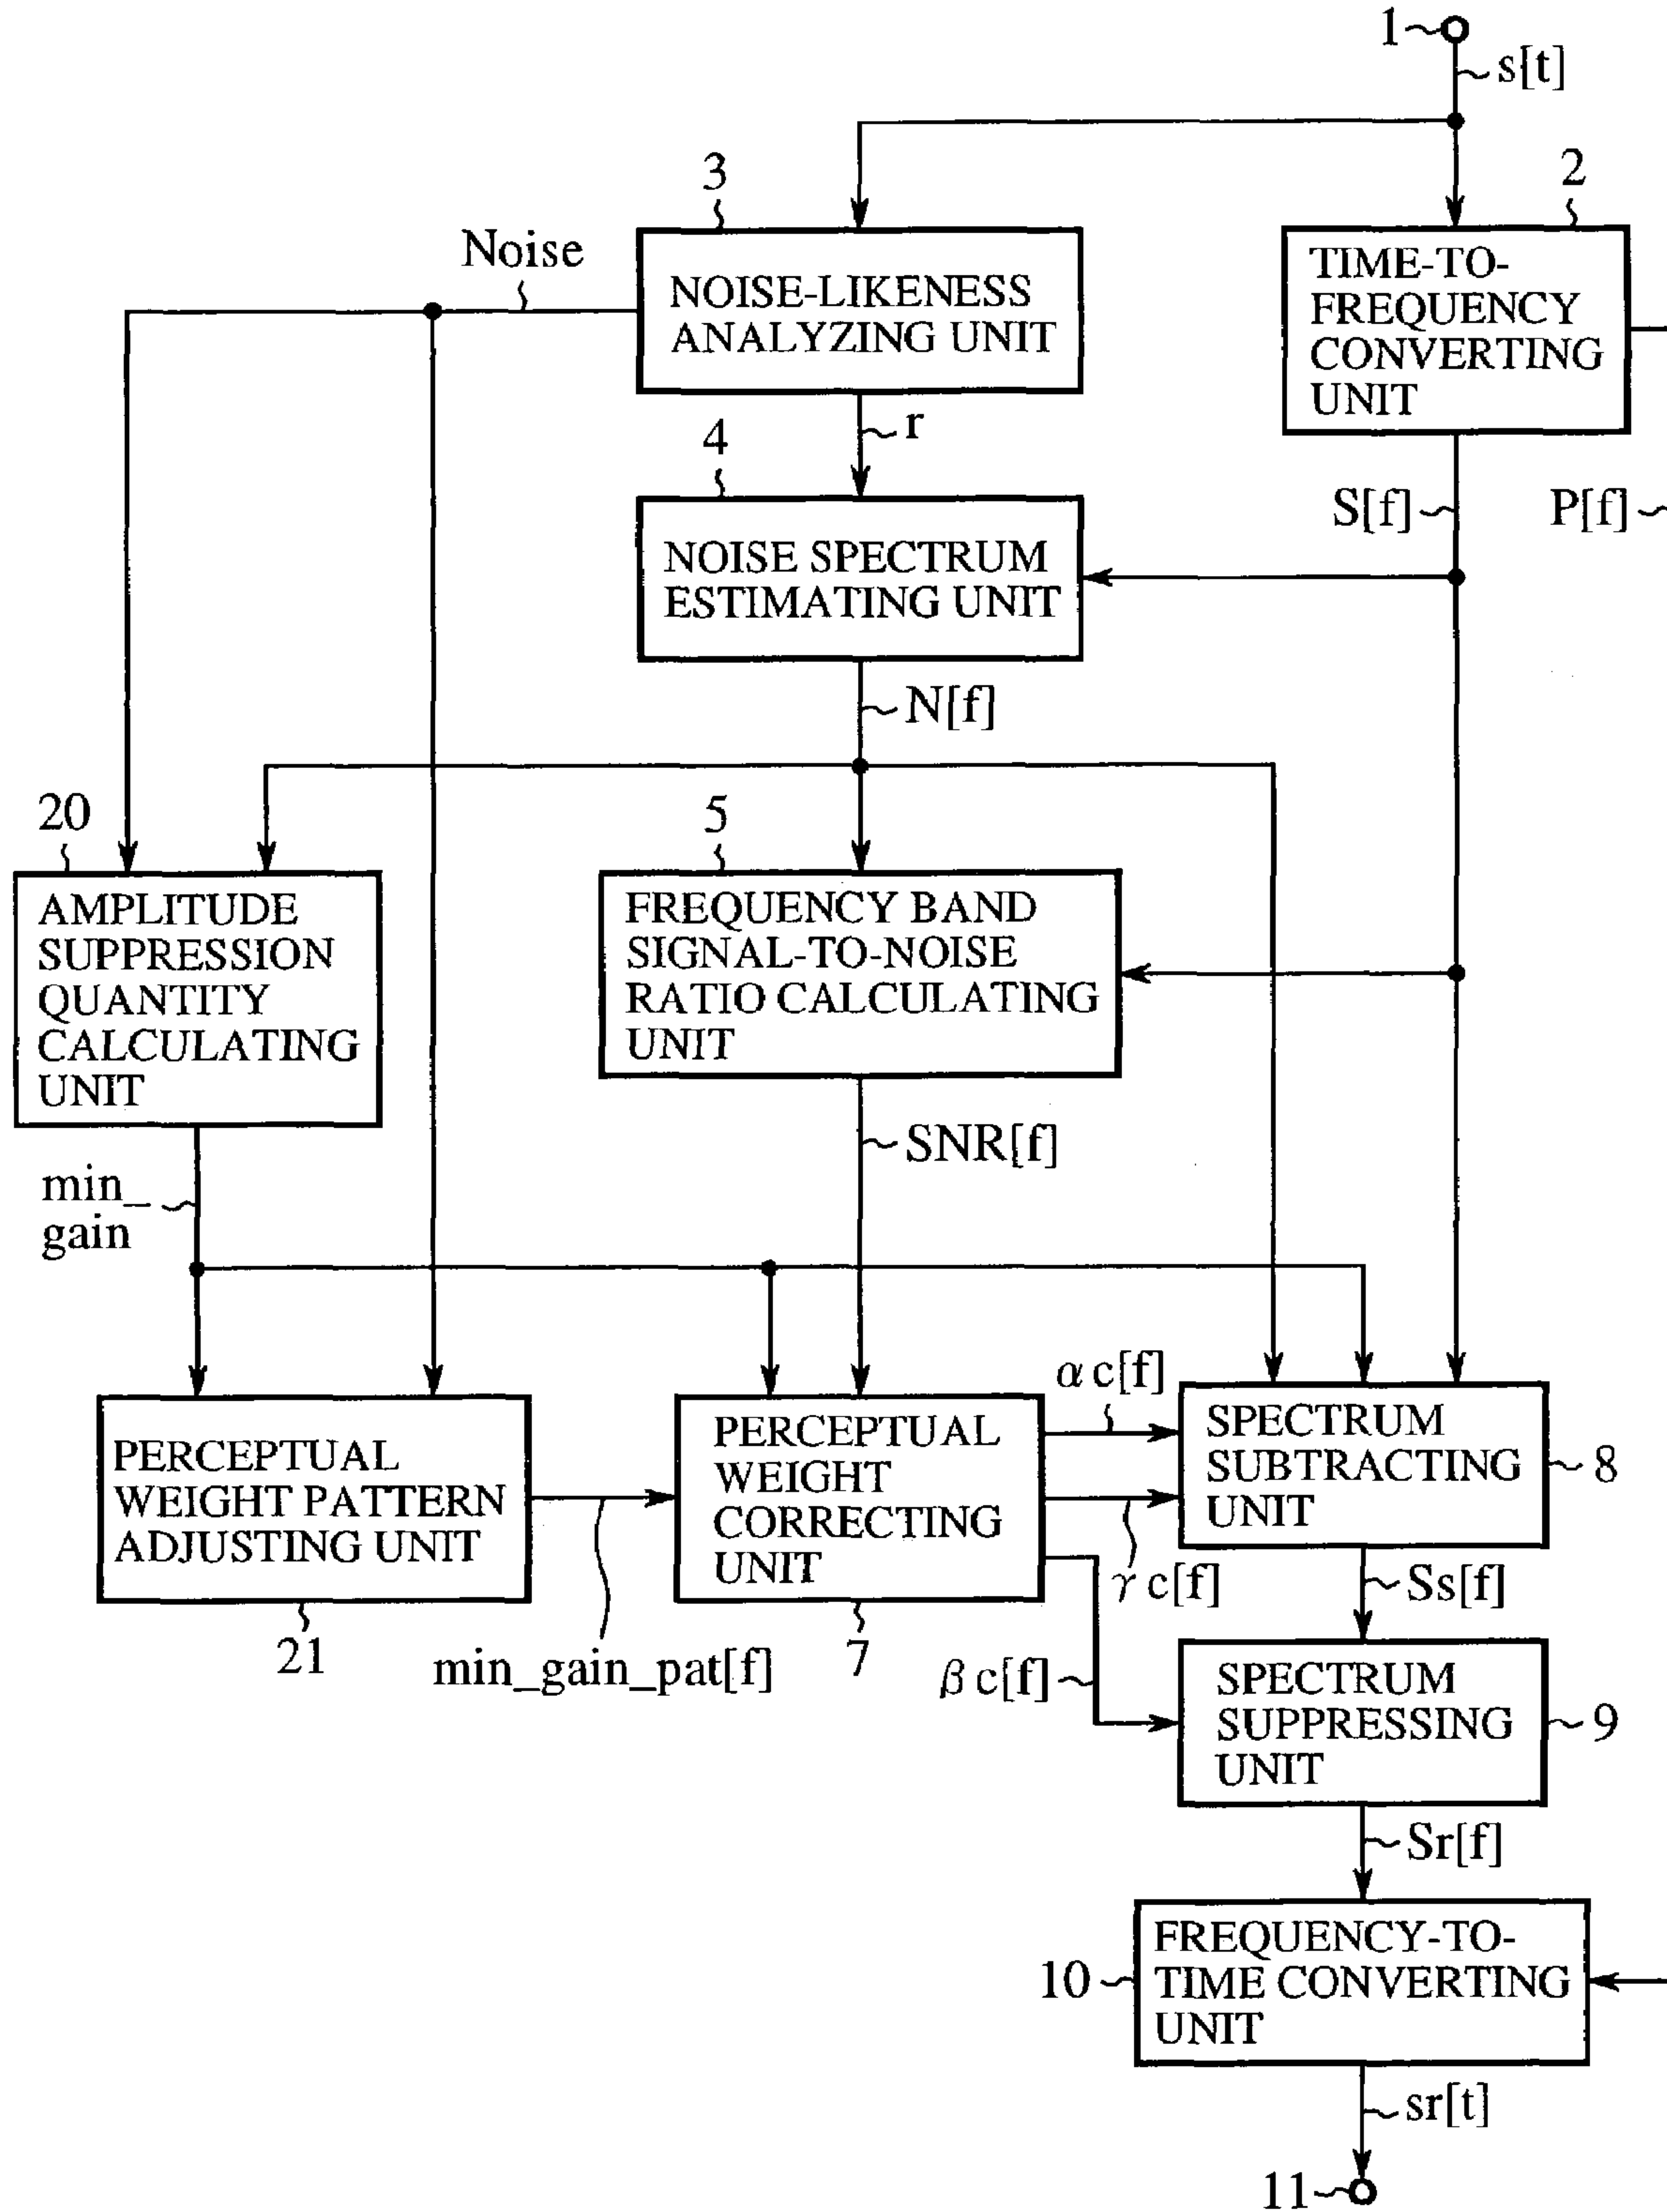 1
s[t]
3
2
Noise
NOISE-LIKENESS
ANALYZING UNIT
TIME-TO-
FREQUENCY
CONVERTING
UNIT
r
4
S[f]
P[f]
NOISE SPECTRUM
ESTIMATING UNIT
N[f]
20
5
AMPLITUDE
SUPPRESSION
QUANTITY
CALCULATING
UNIT
FREQUENCY BAND
SIGNAL-TO-NOISE
RATIO CALCULATING
UNIT
SNR[f]
min_
gain
αc[f]
PERCEPTUAL
WEIGHT PATTERN
ADJUSTING UNIT
PERCEPTUAL
WEIGHT
CORRECTING
UNIT
SPECTRUM
SUBTRACTING
UNIT
8
γc[f]
Ss[f]
21
min_gain_pat[f]
7
βc[f]
SPECTRUM
SUPPRESSING
UNIT
9
Sr[f]
10
FREQUENCY-TO-
TIME CONVERTING
UNIT
sr[t]
11